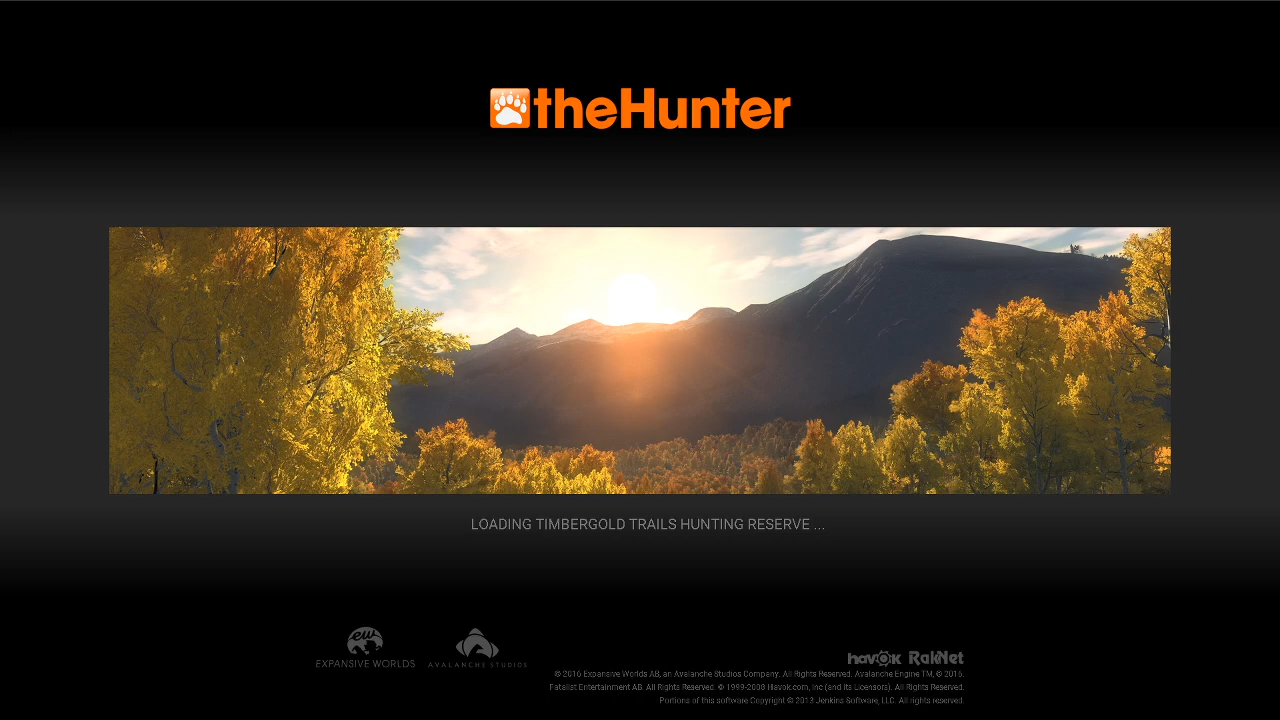 theHunter
LOADING TIMBERGOLD TRAILS HUNTING RESERVE ...
ew
EXPANSIVE WORLDS
AVALANCHE STUDIOS
havok RakNet
© 2016 Expansive Worlds AB, an Avalanche Studios Company. All Rights Reserved. Avalanche Engine TM, © 2016.
Fatalist Entertainment AB. All Rights Reserved. © 1999-2008 Havok.com, Inc (and its Licensors). All Rights Reserved.
Portions of this software Copyright © 2013 Jenkins Software, LLC. All rights reserved.